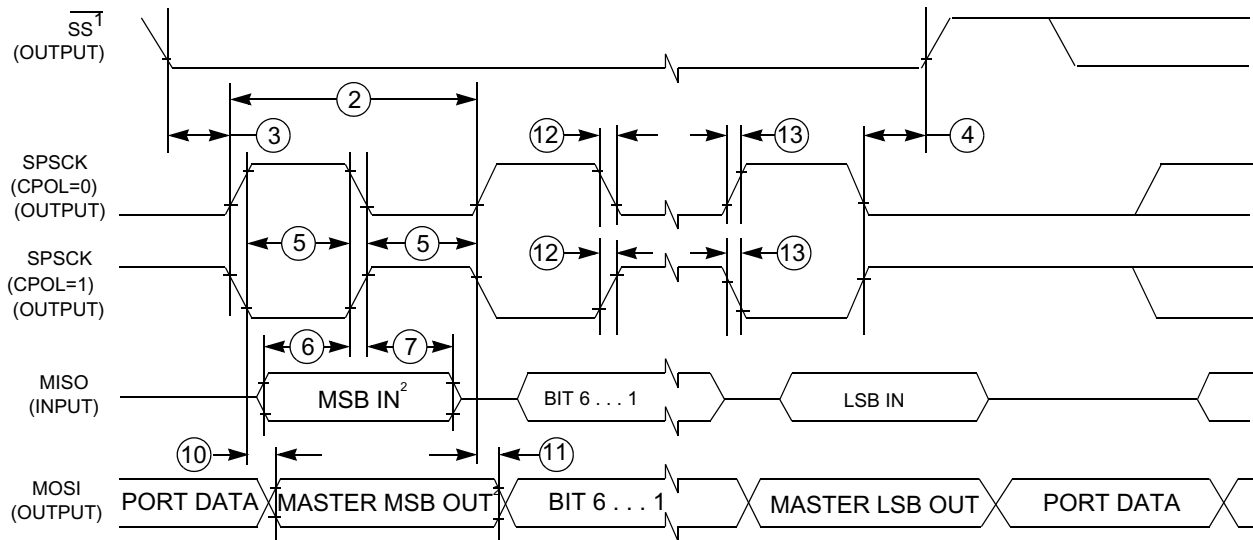 SS1
(OUTPUT)
2
3
12
13
4
SPSCK
(CPOL=0)
(OUTPUT)
5
5
12
13
SPSCK
(CPOL=1)
(OUTPUT)
6
7
MISO
(INPUT)
MSB IN2
BIT 6 . . . 1
LSB IN
10
11
MOSI
(OUTPUT)
PORT DATA
MASTER MSB OUT2
BIT 6 . . . 1
MASTER LSB OUT
PORT DATA